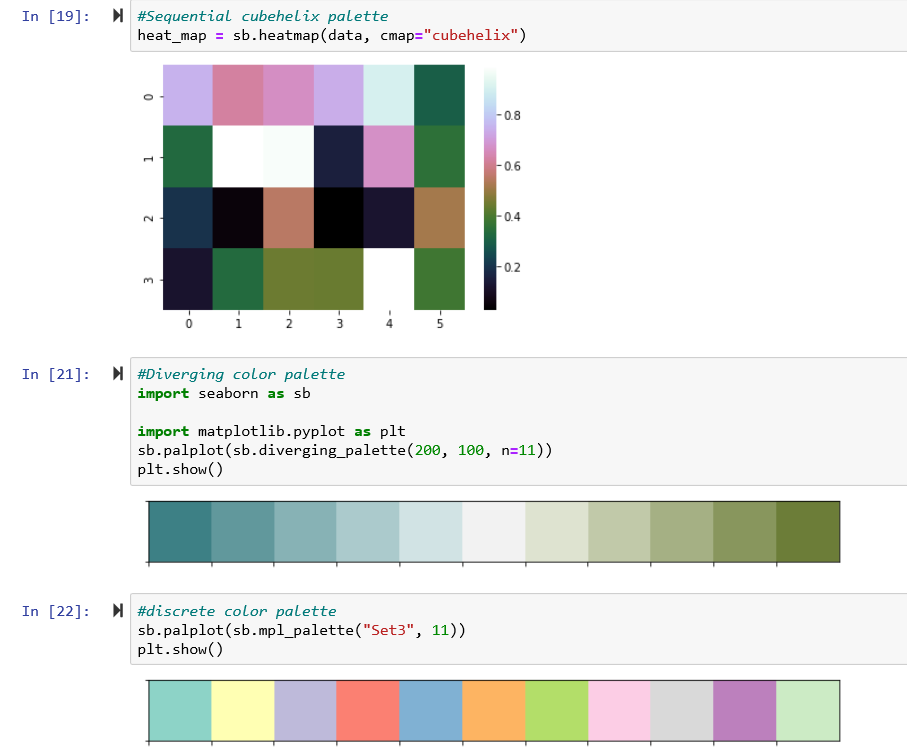 In [19]: #Sequential cubehelix palette
heat_map = sb.heatmap(data, cmap="cubehelix")
0
1
2
3
0 1 2 3 4 5
0.8
0.6
0.4
0.2
In [21]: #Diverging color palette
import seaborn as sb
import matplotlib.pyplot as plt
sb.palplot(sb.diverging_palette(200, 100, n=11))
plt.show()
In [22]: #discrete color palette
sb.palplot(sb.mpl_palette("Set3", 11))
plt.show()